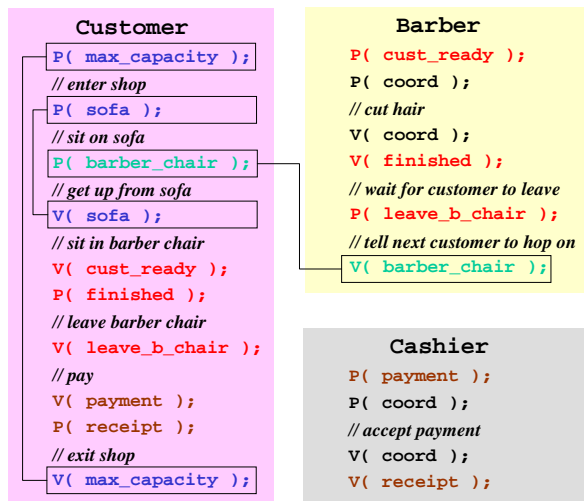 Customer
P( max_capacity );
// enter shop
P( sofa );
// sit on sofa
P( barber_chair );
// get up from sofa
V( sofa );
// sit in barber chair
V( cust_ready );
P( finished );
// leave barber chair
V( leave_b_chair );
// pay
V( payment );
P( receipt );
// exit shop
V( max_capacity );
Barber
P( cust_ready );
P( coord );
// cut hair
V( coord );
V( finished );
// wait for customer to leave
P( leave_b_chair );
// tell next customer to hop on
V( barber_chair );
Cashier
P( payment );
P( coord );
// accept payment
V( coord );
V( receipt );